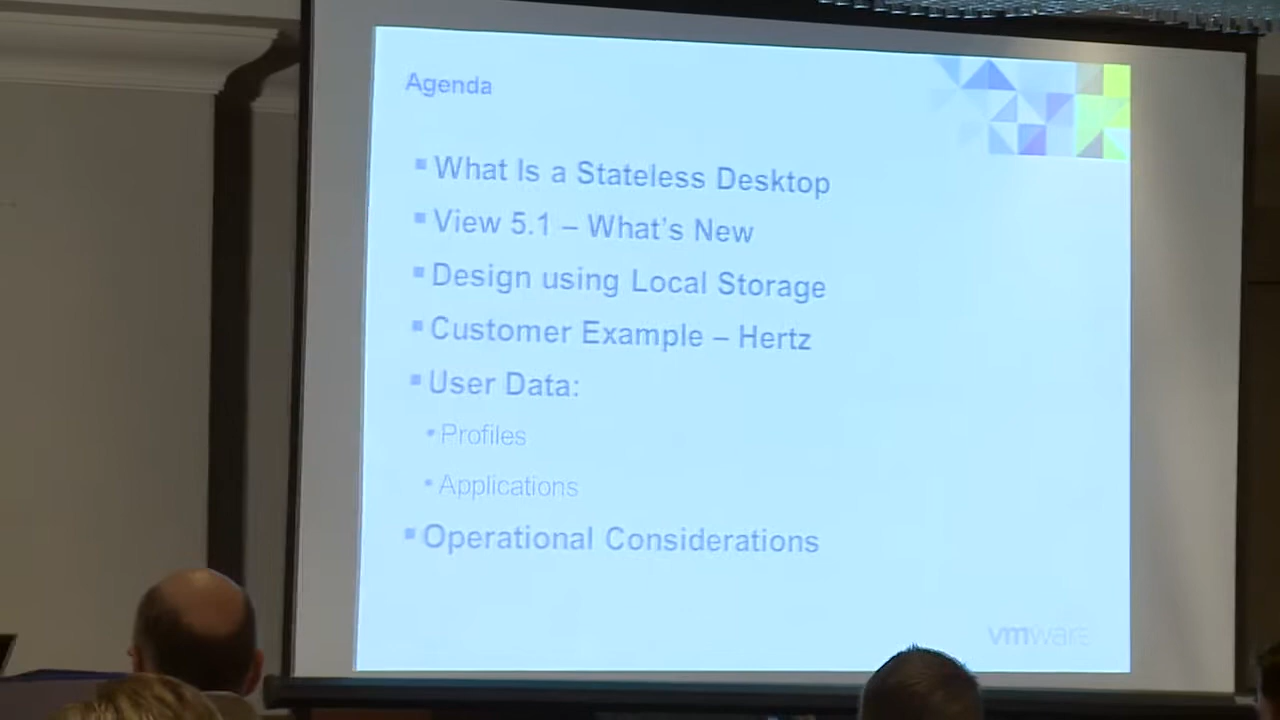 Agenda
What Is a Stateless Desktop
View 5.1 – What's New
Design using Local Storage
Customer Example – Hertz
User Data:
Profiles
Applications
Operational Considerations
vmware